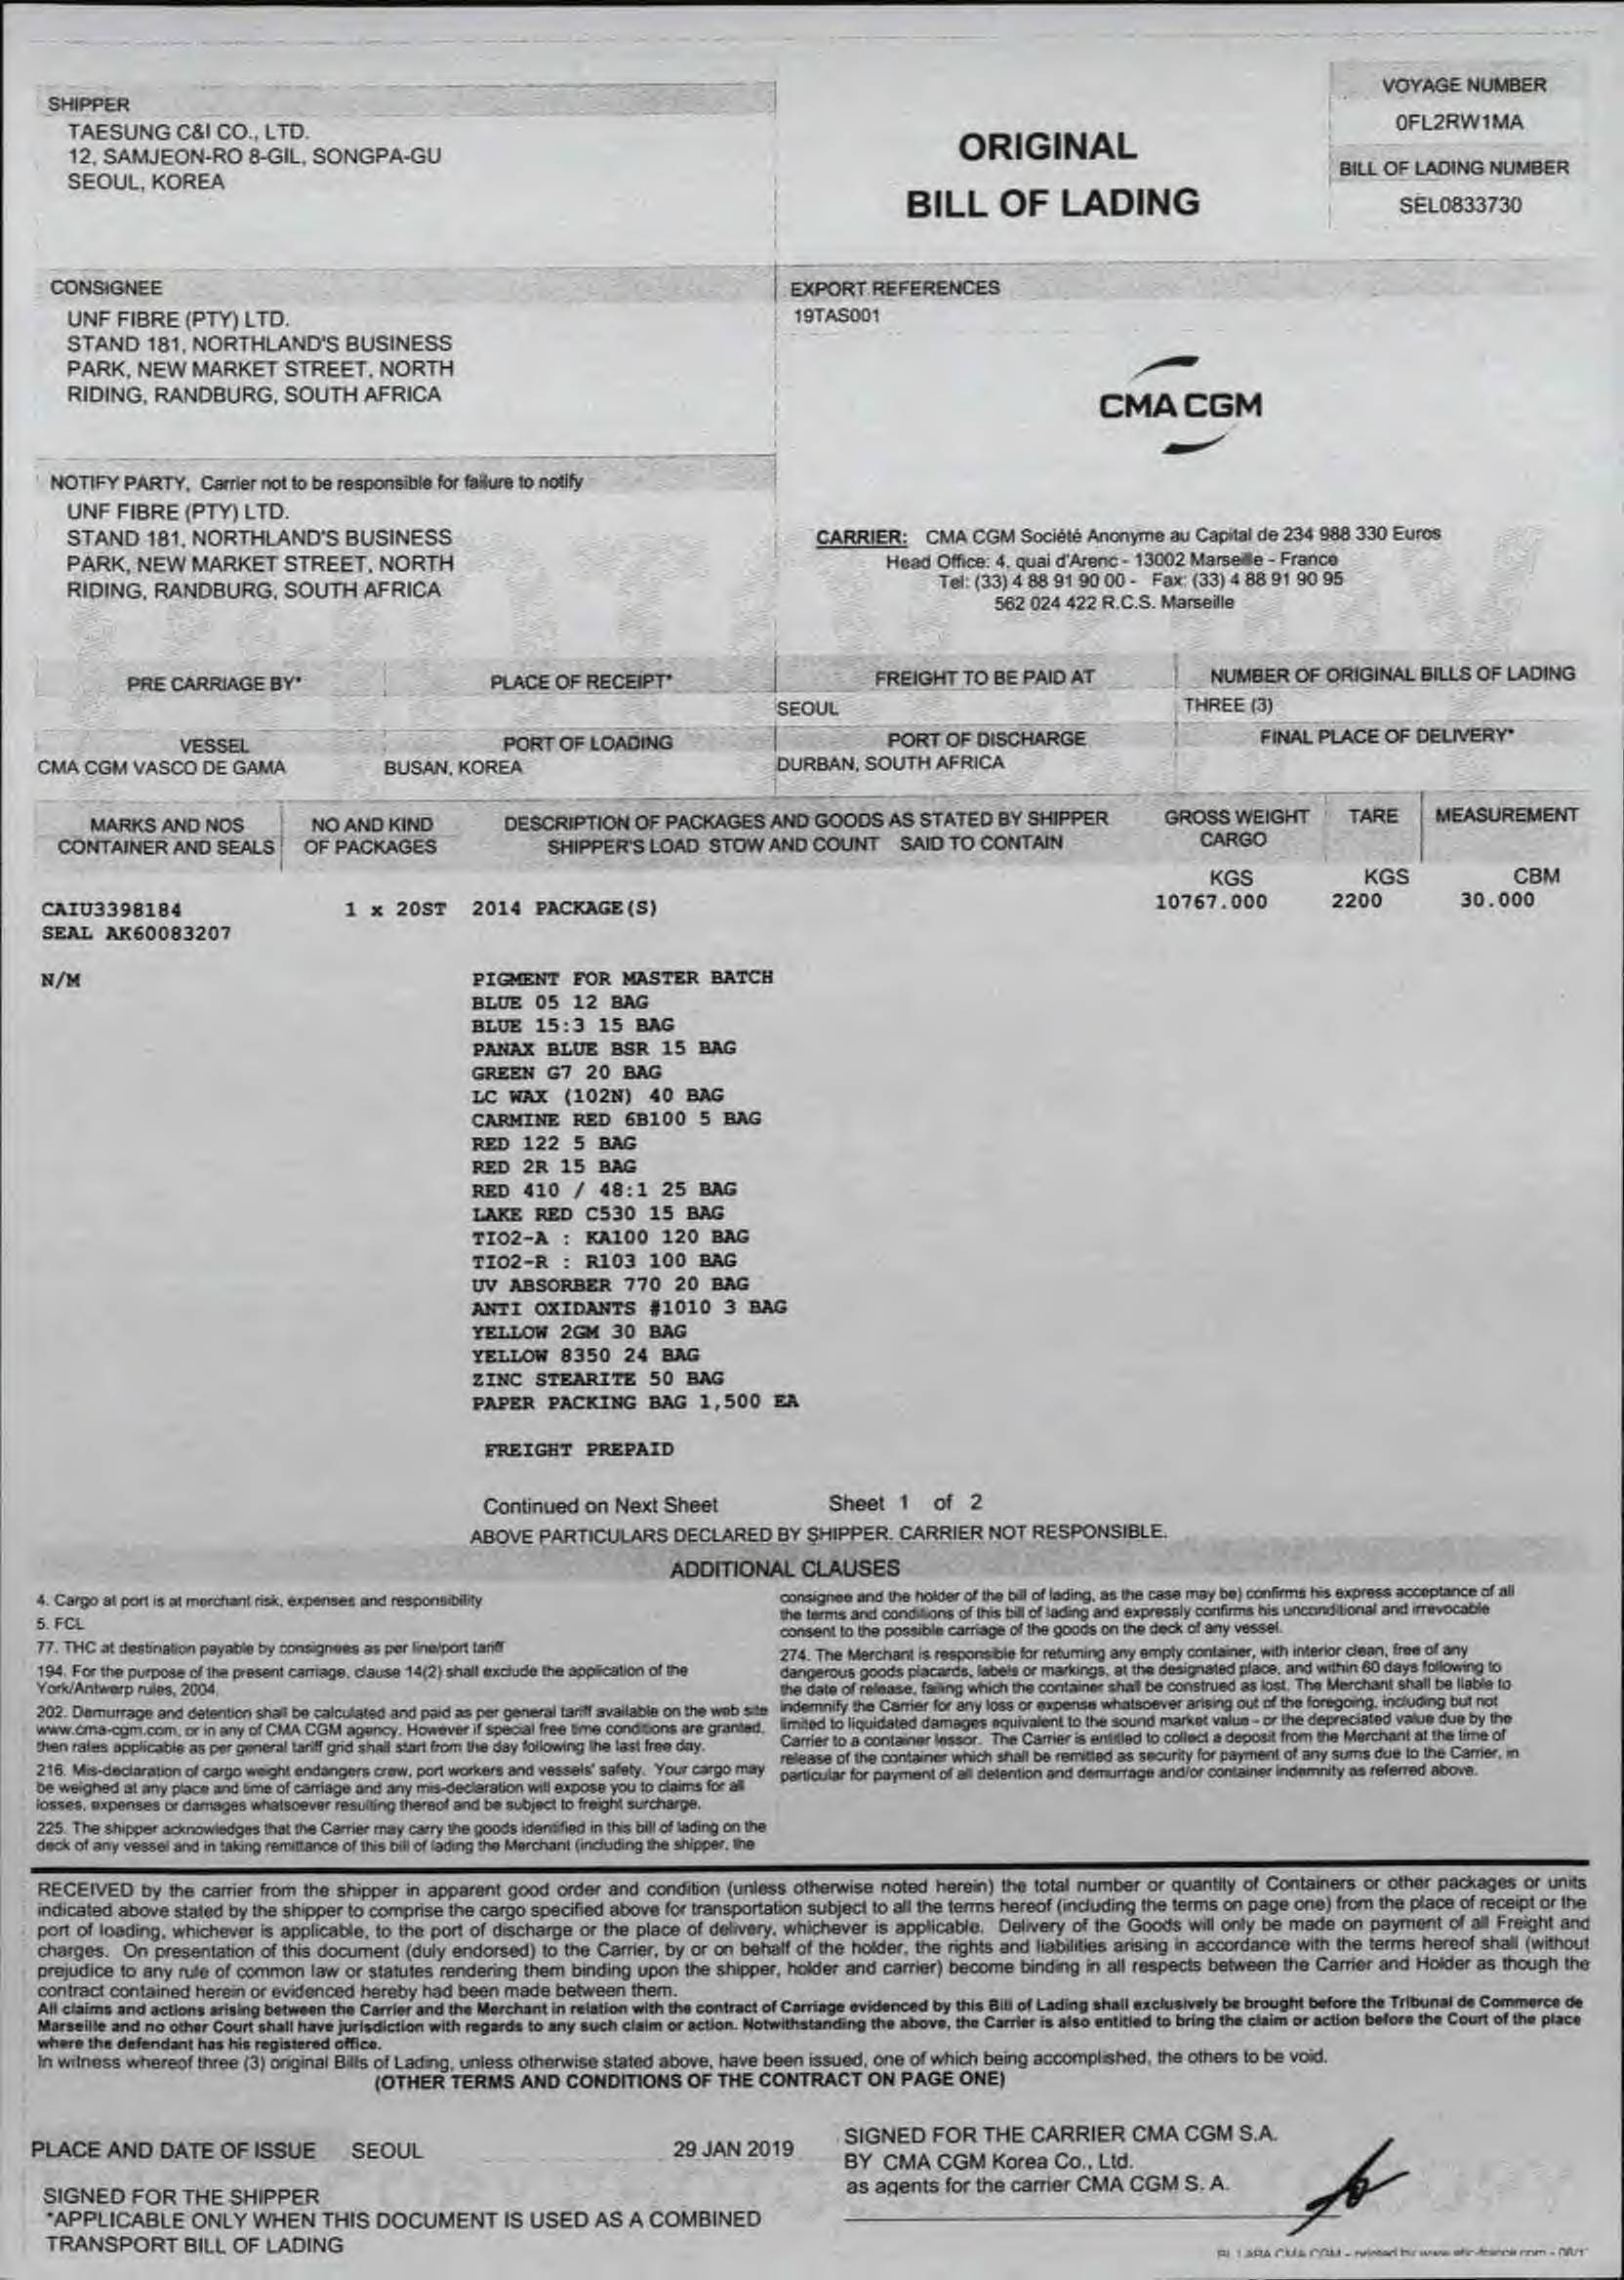 SHIPPER
TAESUNG C&I CO., LTD.
12, SAMJEON-RO 8-GIL, SONGPA-GU
SEOUL, KOREA
ORIGINAL
BILL OF LADING
VOYAGE NUMBER
0FL2RW1MA
BILL OF LADING NUMBER
SEL0833730
CONSIGNEE
UNF FIBRE (PTY) LTD.
STAND 181, NORTHLAND'S BUSINESS
PARK, NEW MARKET STREET, NORTH
RIDING, RANDBURG, SOUTH AFRICA
EXPORT REFERENCES
19TAS001
CMA CGM
NOTIFY PARTY, Carrier not to be responsible for failure to notify
UNF FIBRE (PTY) LTD.
STAND 181, NORTHLAND'S BUSINESS
PARK, NEW MARKET STREET, NORTH
RIDING, RANDBURG, SOUTH AFRICA
CARRIER: CMA CGM Société Anonyme au Capital de 234 988 330 Euros
Head Office: 4, quai d'Arenc - 13002 Marseille - France
Tel: (33) 4 88 91 90 00 - Fax: (33) 4 88 91 90 95
562 024 422 R.C.S. Marseille
PRE CARRIAGE BY* PLACE OF RECEIPT* FREIGHT TO BE PAID AT NUMBER OF ORIGINAL BILLS OF LADING
SEOUL THREE (3)
VESSEL PORT OF LOADING PORT OF DISCHARGE FINAL PLACE OF DELIVERY*
CMA CGM VASCO DE GAMA BUSAN, KOREA DURBAN, SOUTH AFRICA
MARKS AND NOS NO AND KIND DESCRIPTION OF PACKAGES AND GOODS AS STATED BY SHIPPER GROSS WEIGHT TARE MEASUREMENT
CONTAINER AND SEALS OF PACKAGES SHIPPER'S LOAD STOW AND COUNT SAID TO CONTAIN CARGO
KGS KGS CBM
CAIU3398184 1 x 20ST 2014 PACKAGE(S) 10767.000 2200 30.000
SEAL AK60083207
N/M PIGMENT FOR MASTER BATCH
BLUE 05 12 BAG
BLUE 15:3 15 BAG
PANAX BLUE BSR 15 BAG
GREEN G7 20 BAG
LC WAX (102N) 40 BAG
CARMINE RED 6B100 5 BAG
RED 122 5 BAG
RED 2R 15 BAG
RED 410 / 48:1 25 BAG
LAKE RED C530 15 BAG
TIO2-A : KA100 120 BAG
TIO2-R : R103 100 BAG
UV ABSORBER 770 20 BAG
ANTI OXIDANTS #1010 3 BAG
YELLOW 2GM 30 BAG
YELLOW 8350 24 BAG
ZINC STEARITE 50 BAG
PAPER PACKING BAG 1,500 EA
FREIGHT PREPAID
Continued on Next Sheet Sheet 1 of 2
ABOVE PARTICULARS DECLARED BY SHIPPER. CARRIER NOT RESPONSIBLE.
ADDITIONAL CLAUSES
4. Cargo at port is at merchant risk, expenses and responsibility
5. FCL
77. THC at destination payable by consignees as per line/port tariff
194. For the purpose of the present carriage, clause 14(2) shall exclude the application of the
York/Antwerp rules, 2004.
202. Demurrage and detention shall be calculated and paid as per general tariff available on the web site
www.cma-cgm.com, or in any of CMA CGM agency. However if special free time conditions are granted,
then rates applicable as per general tariff grid shall start from the day following the last free day.
216. Mis-declaration of cargo weight endangers crew, port workers and vessels' safety. Your cargo may
be weighed at any place and time of carriage and any mis-declaration will expose you to claims for all
losses, expenses or damages whatsoever resulting thereof and be subject to freight surcharge.
225. The shipper acknowledges that the Carrier may carry the goods identified in this bill of lading on the
deck of any vessel and in taking remittance of this bill of lading the Merchant (including the shipper, the
consignee and the holder of the bill of lading, as the case may be) confirms his express acceptance of all
the terms and conditions of this bill of lading and expressly confirms his unconditional and irrevocable
consent to the possible carriage of the goods on the deck of any vessel.
274. The Merchant is responsible for returning any empty container, with interior clean, free of any
dangerous goods placards, labels or markings, at the designated place, and within 60 days following to
the date of release, failing which the container shall be construed as lost. The Merchant shall be liable to
indemnify the Carrier for any loss or expense whatsoever arising out of the foregoing, including but not
limited to liquidated damages equivalent to the sound market value - or the depreciated value due by the
Carrier to a container lessor. The Carrier is entitled to collect a deposit from the Merchant at the time of
release of the container which shall be remitted as security for payment of any sums due to the Carrier, in
particular for payment of all detention and demurrage and/or container indemnity as referred above.
RECEIVED by the carrier from the shipper in apparent good order and condition (unless otherwise noted herein) the total number or quantity of Containers or other packages or units
indicated above stated by the shipper to comprise the cargo specified above for transportation subject to all the terms hereof (including the terms on page one) from the place of receipt or the
port of loading, whichever is applicable, to the port of discharge or the place of delivery, whichever is applicable. Delivery of the Goods will only be made on payment of all Freight and
charges. On presentation of this document (duly endorsed) to the Carrier, by or on behalf of the holder, the rights and liabilities arising in accordance with the terms hereof shall (without
prejudice to any rule of common law or statutes rendering them binding upon the shipper, holder and carrier) become binding in all respects between the Carrier and Holder as though the
contract contained herein or evidenced hereby had been made between them.
All claims and actions arising between the Carrier and the Merchant in relation with the contract of Carriage evidenced by this Bill of Lading shall exclusively be brought before the Tribunal de Commerce de
Marseille and no other Court shall have jurisdiction with regards to any such claim or action. Notwithstanding the above, the Carrier is also entitled to bring the claim or action before the Court of the place
where the defendant has his registered office.
In witness whereof three (3) original Bills of Lading, unless otherwise stated above, have been issued, one of which being accomplished, the others to be void.
(OTHER TERMS AND CONDITIONS OF THE CONTRACT ON PAGE ONE)
PLACE AND DATE OF ISSUE SEOUL 29 JAN 2019
SIGNED FOR THE CARRIER CMA CGM S.A.
BY CMA CGM Korea Co., Ltd.
as agents for the carrier CMA CGM S. A.
SIGNED FOR THE SHIPPER
*APPLICABLE ONLY WHEN THIS DOCUMENT IS USED AS A COMBINED
TRANSPORT BILL OF LADING